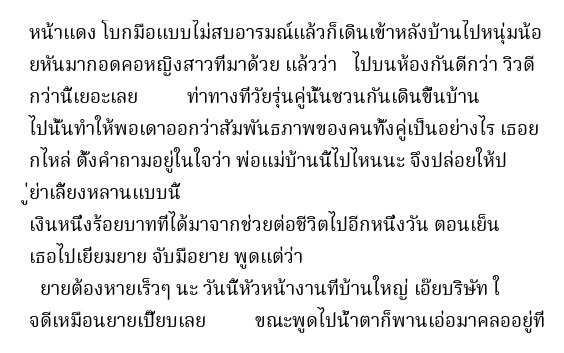 หน้าแดง โบกมือแบบไม่สบอารมณ์แล้วก็เดินเข้าหลังบ้านไปหนุ่มน้อ
ยหันมากอดคอหญิงสาวที่มาด้วย แล้วว่า ไปบนห้องกันดีกว่า วิวดี
กว่านี้เยอะเลย ท่าทางที่วัยรุ่นคู่นั้นชวนกันเดินขึ้นบ้าน
ไปนั้นทำให้พอเดาออกว่าสัมพันธภาพของคนทั้งคู่เป็นอย่างไร เธอย
กไหล่ ตั้งคำถามอยู่ในใจว่า พ่อแม่บ้านนี้ไปไหนนะ จึงปล่อยให้ป
ู่ย่าเลี้ยงหลานแบบนี้
เงินหนึ่งร้อยบาทที่ได้มาจากช่วยต่อชีวิตไปอีกหนึ่งวัน ตอนเย็น
เธอไปเยี่ยมยาย จับมือยาย พูดแต่ว่า
ยายต้องหายเร็วๆ นะ วันนี้หัวหน้างานที่บ้านใหญ่ เอ๊ยบริษัท ใ
จดีเหมือนยายเปี๊ยบเลย ขณะพูดไปน้ำตาก็พานเอ่อมาคลออยู่ที่